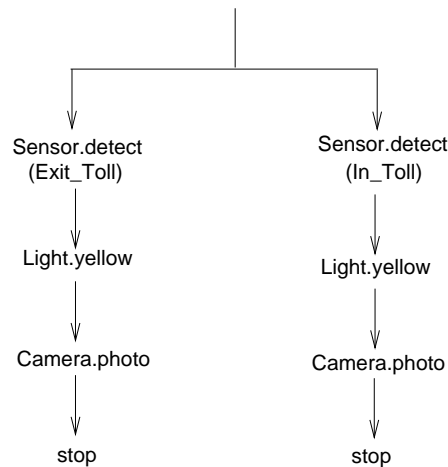 Sensor.detect
(Exit_Toll)
Light.yellow
Camera.photo
stop
Sensor.detect
(In_Toll)
Light.yellow
Camera.photo
stop